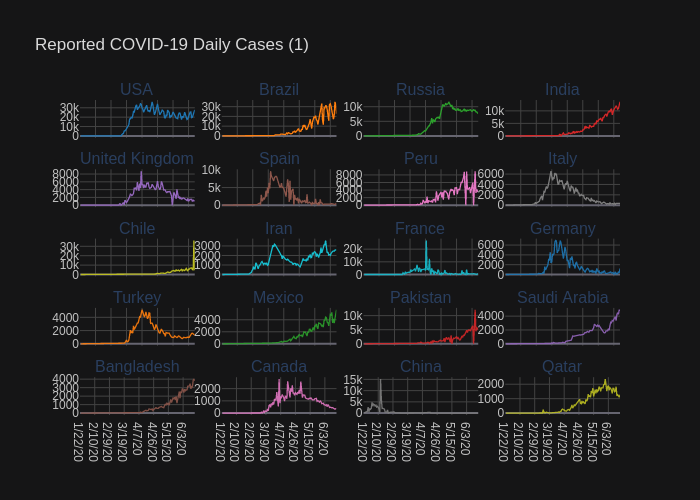 Reported COVID-19 Daily Cases (1)
USA Brazil Russia India
30k 20k 10k 0 30k 20k 10k 0 10k 5k 0 10k 5k 0
United Kingdom Spain Peru Italy
8000 6000 4000 2000 0 10k 5k 0 8000 6000 4000 2000 0 6000 4000 2000 0
Chile Iran France Germany
30k 20k 10k 0 3000 2000 1000 0 20k 10k 0 6000 4000 2000 0
Turkey Mexico Pakistan Saudi Arabia
4000 2000 0 4000 2000 0 10k 5k 0 4000 2000 0
Bangladesh Canada China Qatar
4000 3000 2000 1000 0 2000 1000 0 15k 10k 5k 0 2000 1000 0
1/22/20 2/10/20 2/29/20 3/19/20 4/7/20 4/26/20 5/15/20 6/3/20 1/22/20 2/10/20 2/29/20 3/19/20 4/7/20 4/26/20 5/15/20 6/3/20 1/22/20 2/10/20 2/29/20 3/19/20 4/7/20 4/26/20 5/15/20 6/3/20 1/22/20 2/10/20 2/29/20 3/19/20 4/7/20 4/26/20 5/15/20 6/3/20